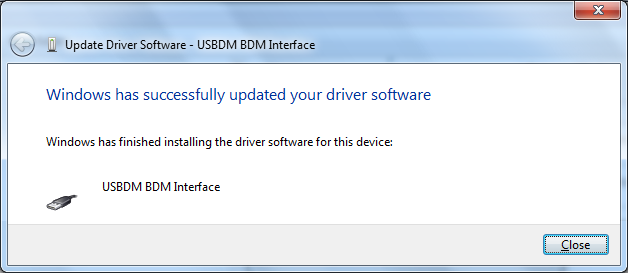 Update Driver Software - USBDM BDM Interface
Windows has successfully updated your driver software
Windows has finished installing the driver software for this device:
USBDM BDM Interface
Close